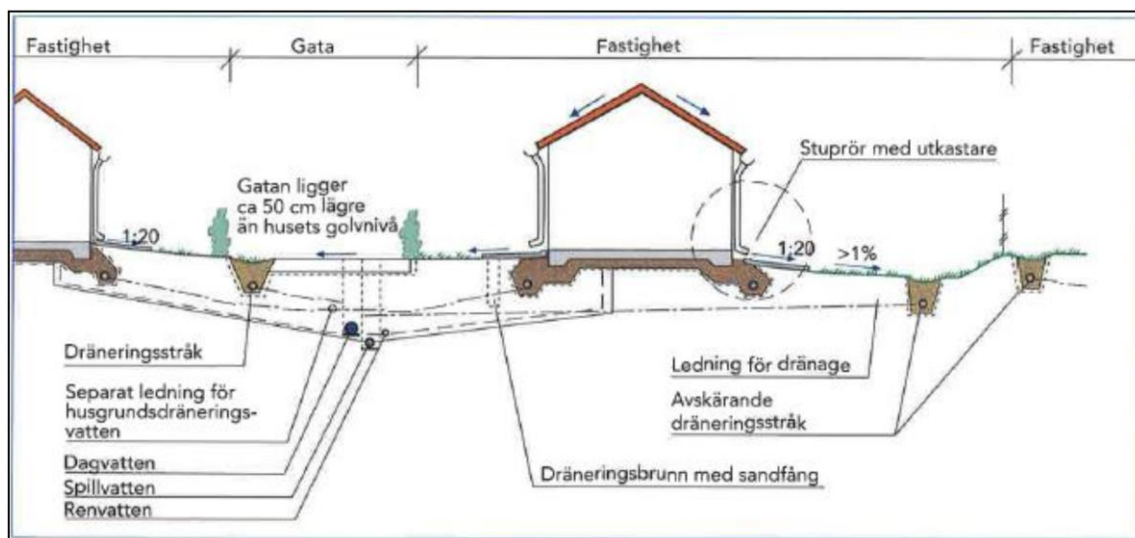 Fastighet
Gata
Fastighet
Fastighet
Stuprör med utkastare
Gatan ligger
ca 50 cm lägre
än husets golvnivå
1:20
1:20
>1%
Dräneringsstråk
Separat ledning för
husgrundsdränerings-
vatten
Dagvatten
Spillvatten
Renvatten
Ledning för dränage
Avskärande
dräneringsstråk
Dräneringsbrunn med sandfång